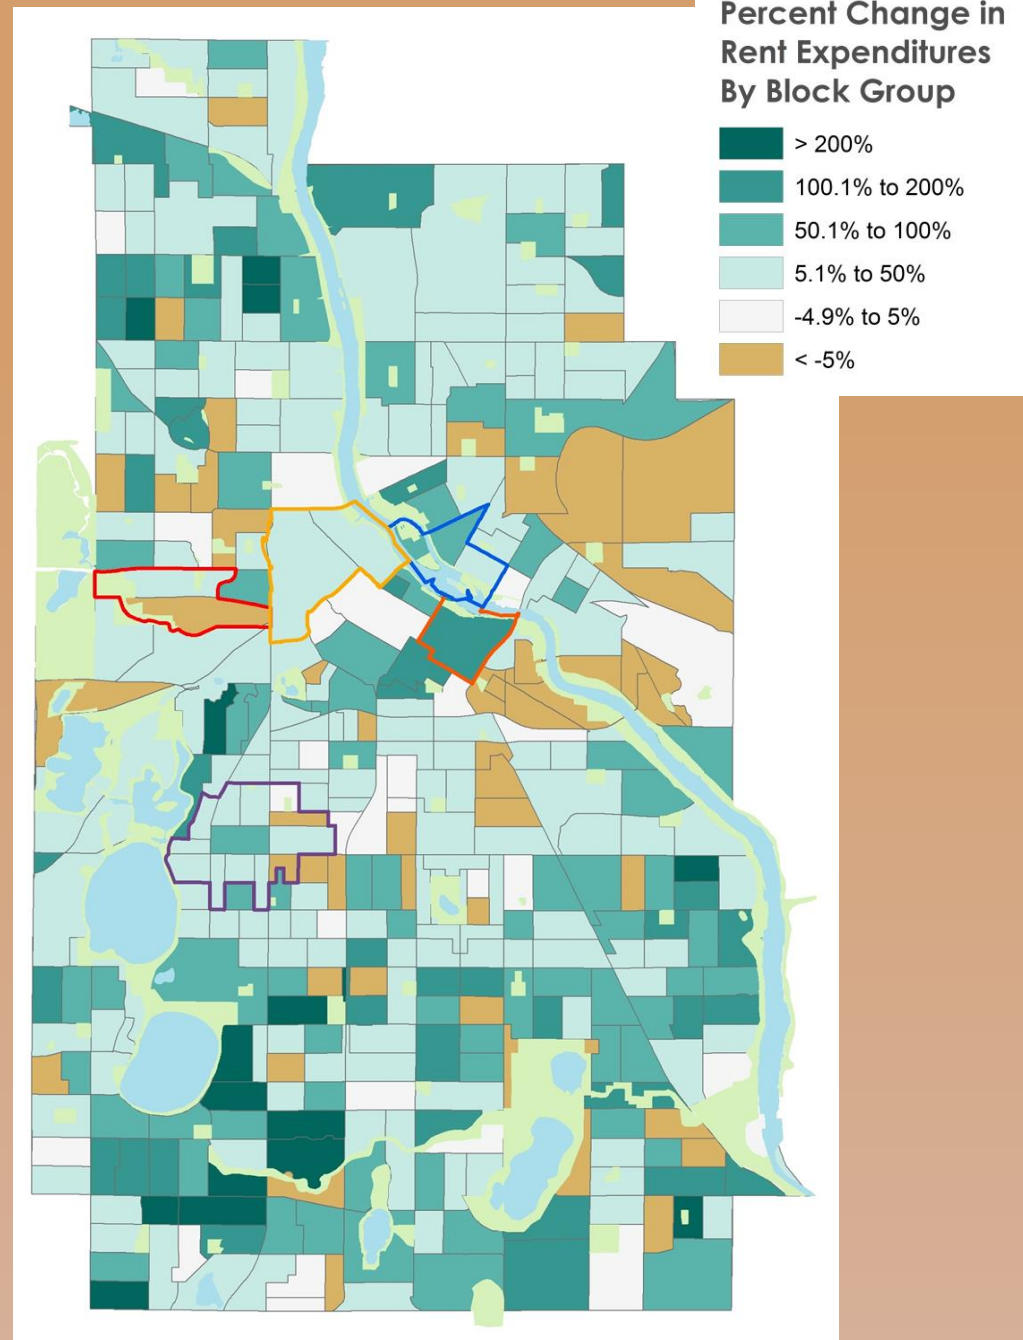 Percent Change in
Rent Expenditures
By Block Group
> 200%
100.1% to 200%
50.1% to 100%
5.1% to 50%
-4.9% to 5%
< -5%